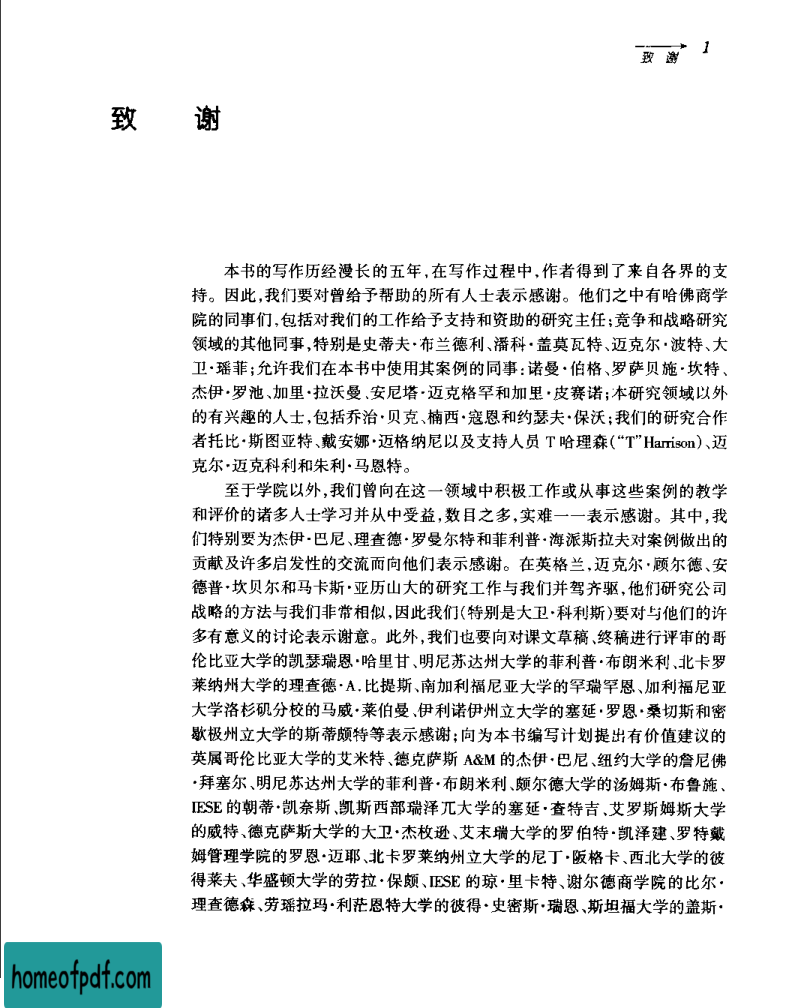 致 谢 1
致 谢
本书的写作历经漫长的五年,在写作过程中,作者得到了来自各界的支
持。因此,我们要对曾给予帮助的所有人士表示感谢。他们之中有哈佛商学
院的同事们,包括对我们的工作给予支持和资助的研究主任;竞争和战略研究
领域的其他同事,特别是史蒂夫·布兰德利、潘科·盖莫瓦特、迈克尔·波特、大
卫·瑶菲;允许我们在本书中使用其案例的同事:诺曼·伯格、罗萨贝施·坎特、
杰伊·罗池、加里·拉沃曼、安尼塔·迈克格罕和加里·皮赛诺;本研究领域以外
的有兴趣的人士,包括乔治·贝克、楠西·寇恩和约瑟夫·保沃;我们的研究合作
者托比·斯图亚特、戴安娜·迈格纳尼以及支持人员 T 哈理森(“T”Harrison)、迈
克尔·迈克科利和朱利·马恩特。
至于学院以外,我们曾向在这一领域中积极工作或从事这些案例的教学
和评价的诸多人士学习并从中受益,数目之多,实难一一表示感谢。其中,我
们特别要为杰伊·巴尼、理查德·罗曼尔特和菲利普·海派斯拉夫对案例做出的
贡献及许多启发性的交流而向他们表示感谢。在英格兰,迈克尔·顾尔德、安
德普·坎贝尔和马卡斯·亚历山大的研究工作与我们并驾齐驱,他们研究公司
战略的方法与我们非常相似,因此我们(特别是大卫·科利斯)要对与他们的许
多有意义的讨论表示谢意。此外,我们也要向对课文草稿、终稿进行评审的哥
伦比亚大学的凯瑟瑞恩·哈里甘、明尼苏达州大学的菲利普·布朗米利、北卡罗
莱纳州大学的理查德·A.比提斯、南加利福尼亚大学的罕瑞罕恩、加利福尼亚
大学洛杉矶分校的马威·莱伯曼、伊利诺伊州立大学的塞延·罗恩·桑切斯和密
歇极州立大学的斯蒂颇特等表示感谢;向为本书编写计划提出有价值建议的
英属哥伦比亚大学的艾米特、德克萨斯 A&M 的杰伊·巴尼、纽约大学的詹尼佛
·拜塞尔、明尼苏达州大学的菲利普·布朗米利、颇尔德大学的汤姆斯·布鲁施、
IESE 的朝蒂·凯奈斯、凯斯西部瑞泽兀大学的塞延·查特吉、艾罗斯姆斯大学
的威特、德克萨斯大学的大卫·杰枚逊、艾末瑞大学的罗伯特·凯泽建、罗特戴
姆管理学院的罗恩·迈耶、北卡罗莱纳州立大学的尼丁·阪格卡、西北大学的彼
得莱夫、华盛顿大学的劳拉·保颇、IESE 的琼·里卡特、谢尔德商学院的比尔·
理查德森、劳瑶拉玛·利茫恩特大学的彼得·史密斯·瑞恩、斯坦福大学的盖斯·
homeofpdf.com